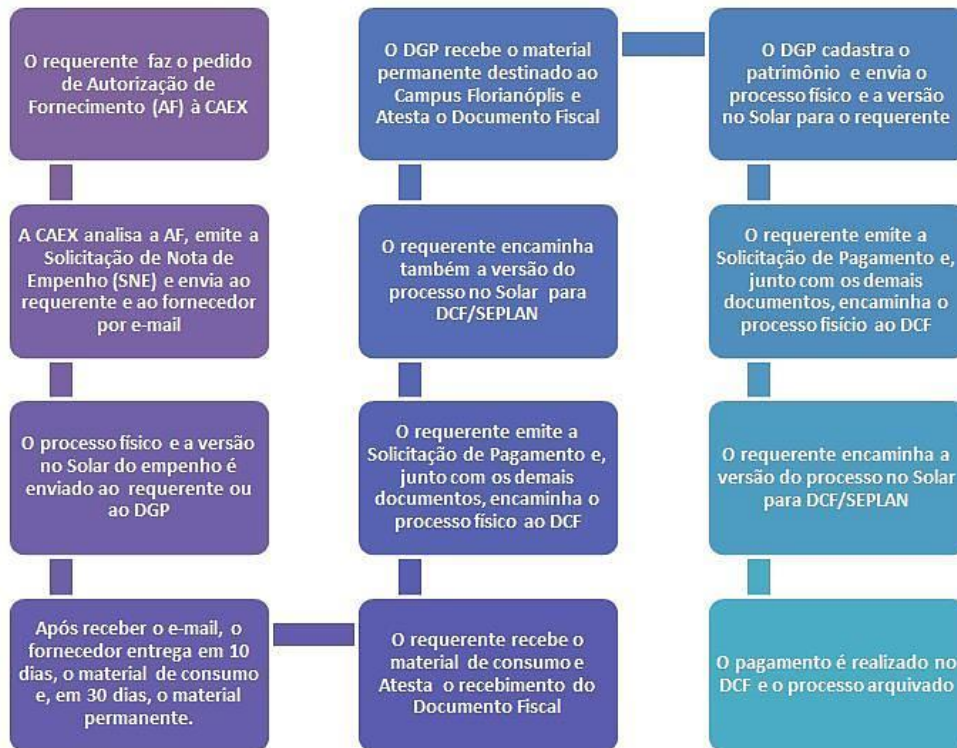 O requerente faz o pedido
de Autorização de
Fornecimento (AF) à CAEX
A CAEX analisa a AF, emite a
Solicitação de Nota de
Empenho (SNE) e envia ao
requerente e ao fornecedor
por e-mail
O processo físico e a versão
no Solar do empenho é
enviado ao requerente ou
ao DGP
Após receber o e-mail, o
fornecedor entrega em 10
dias, o material de consumo
e, em 30 dias, o material
permanente.
O requerente recebe o
material de consumo e
Atesta o recebimento do
Documento Fiscal
O requerente emite a
Solicitação de Pagamento e,
junto com os demais
documentos, encaminha o
processo físico ao DCF
O requerente encaminha
também a versão do
processo no Solar para
DCF/SEPLAN
O DGP recebe o material
permanente destinado ao
Campus Florianóplis e
Atesta o Documento Fiscal
O DGP cadastra o
patrimônio e envia o
processo físico e a versão
no Solar para o requerente
O requerente emite a
Solicitação de Pagamento e,
junto com os demais
documentos, encaminha o
processo fisício ao DCF
O requerente encaminha a
versão do processo no Solar
para DCF/SEPLAN
O pagamento é realizado no
DCF e o processo arquivado